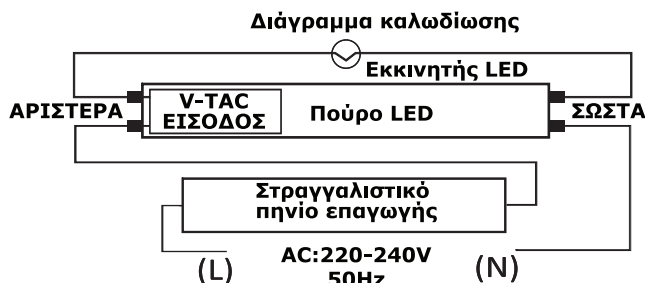 Διάγραμμα καλωδίωσης
Εκκινητής LED
ΑΡΙΣΤΕΡΑ
V-TAC
ΕΙΣΟΔΟΣ
Πούρο LED
ΣΩΣΤΑ
Στραγγαλιστικό
πηνίο επαγωγής
(L)
AC:220-240V
50Hz
(N)